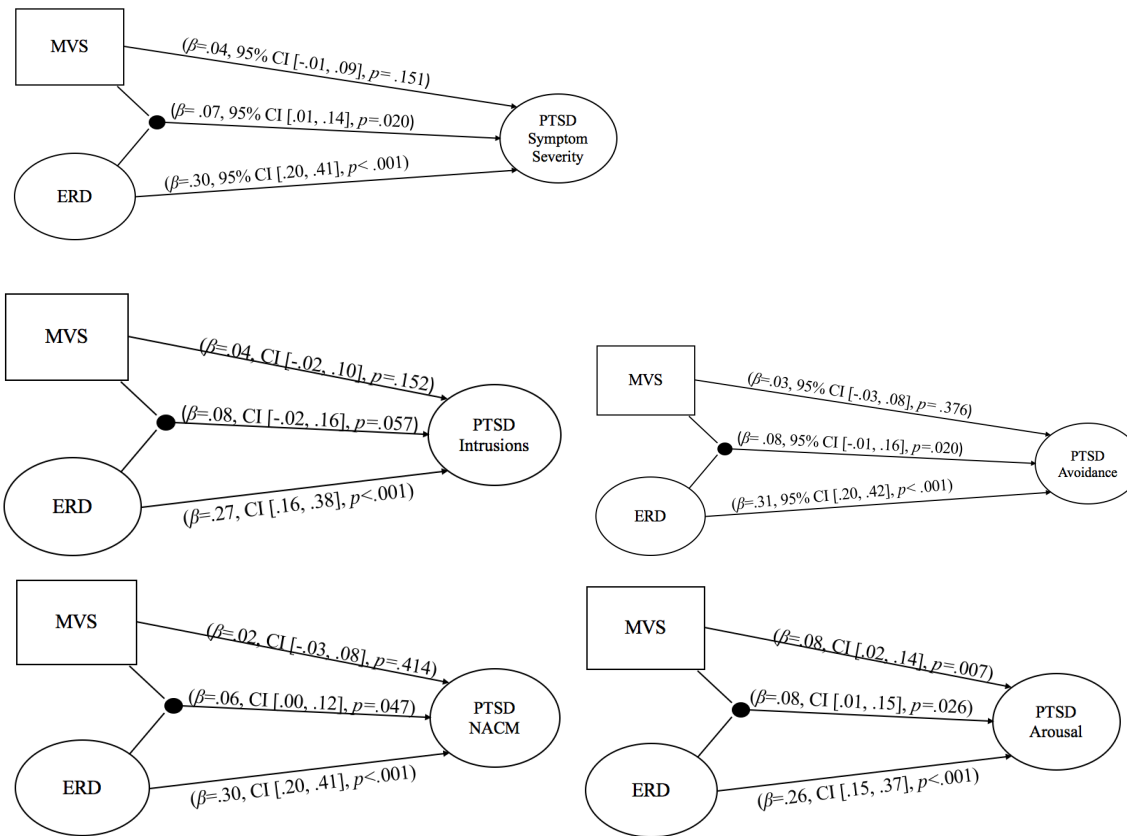 MVS
(β=.04, 95% CI [-.01, .09], p= .151)
(β= .07, 95% CI [.01, .14], p=.020)
(β=.30, 95% CI [.20, .41], p< .001)
ERD
PTSD
Symptom
Severity
MVS
(β=.04, CI [-.02, .10], p=.152)
(β=.08, CI [-.02, .16], p=.057)
(β=.27, CI [.16, .38], p<.001)
ERD
PTSD
Intrusions
MVS
(β=.03, 95% CI [-.03, .08], p= .376)
(β= .08, 95% CI [-.01, .16], p=.020)
(β=.31, 95% CI [.20, .42], p< .001)
ERD
PTSD
Avoidance
MVS
(β=.02, CI [-.03, .08], p=.414)
(β=.06, CI [.00, .12], p=.047)
(β=.30, CI [.20, .41], p<.001)
ERD
PTSD
NACM
MVS
(β=.08, CI [.02, .14], p=.007)
(β=.08, CI [.01, .15], p=.026)
(β=.26, CI [.15, .37], p<.001)
ERD
PTSD
Arousal